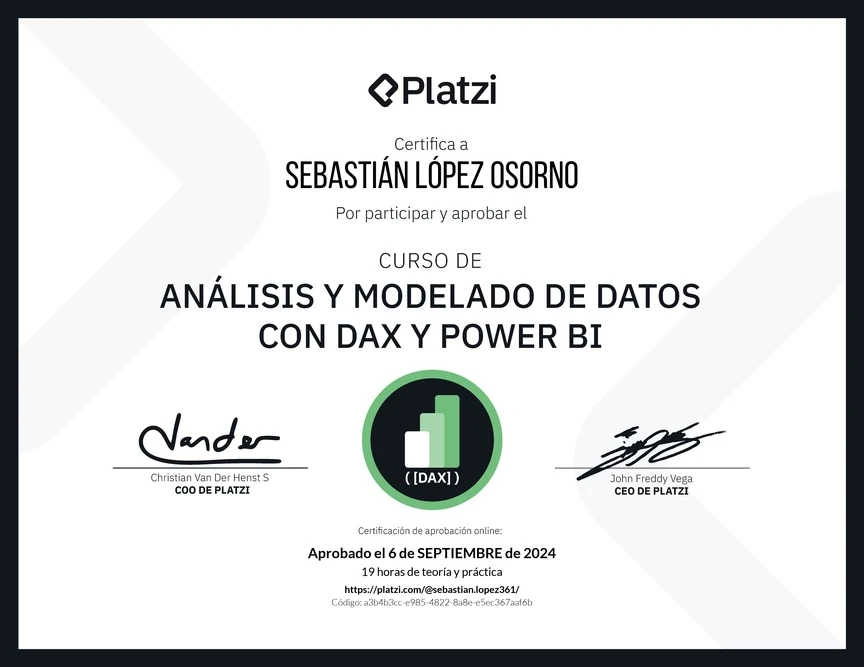 Platzi
Certifica a
SEBASTIÁN LÓPEZ OSORNO
Por participar y aprobar el
CURSO DE
ANÁLISIS Y MODELADO DE DATOS
CON DAX Y POWER BI
([DAX])
Vander
Christian Van Der Henst S
COO DE PLATZI
John Freddy Vega
CEO DE PLATZI
Certificación de aprobación online:
Aprobado el 6 de SEPTIEMBRE de 2024
19 horas de teoría y práctica
https://platzi.com/@sebastian.lopez361/
Código: a3b4b3cc-e985-4822-8a8e-e5ec367aaf6b